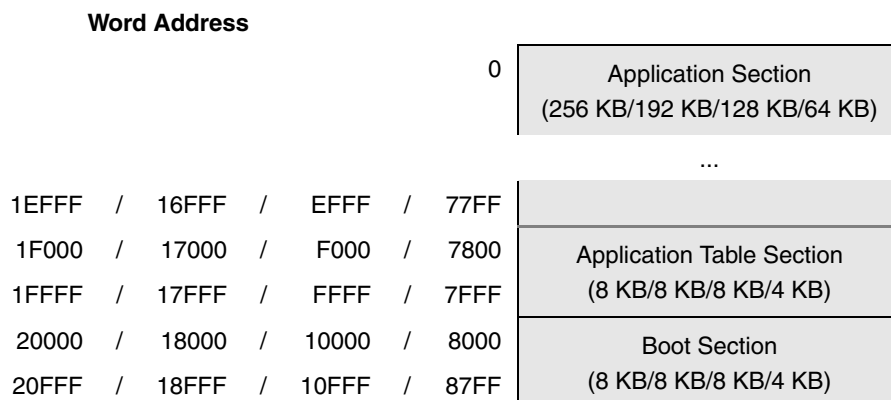 Word Address
0 Application Section
(256 KB/192 KB/128 KB/64 KB)
...
1EFFF / 16FFF / EFFF / 77FF
1F000 / 17000 / F000 / 7800 Application Table Section
1FFFF / 17FFF / FFFF / 7FFF (8 KB/8 KB/8 KB/4 KB)
20000 / 18000 / 10000 / 8000 Boot Section
20FFF / 18FFF / 10FFF / 87FF (8 KB/8 KB/8 KB/4 KB)